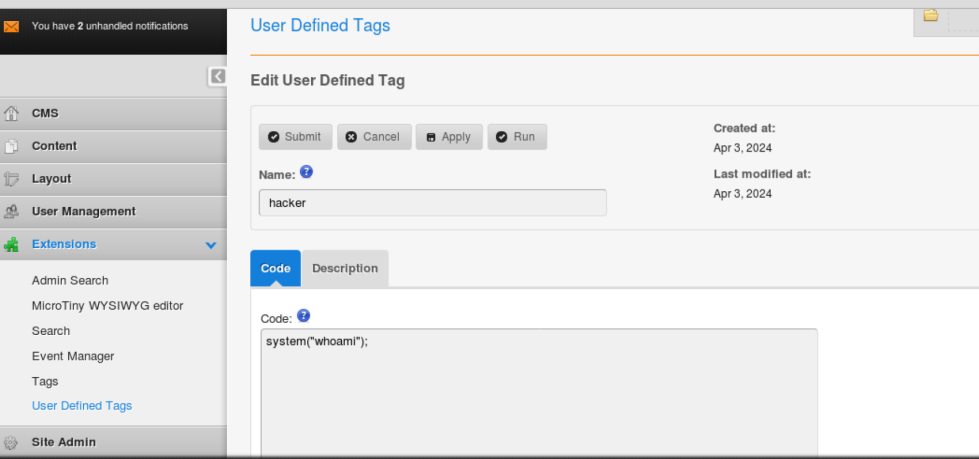 You have 2 unhandled notifications
CMS
Content
Layout
User Management
Extensions
Admin Search
MicroTiny WYSIWYG editor
Search
Event Manager
Tags
User Defined Tags
Site Admin
User Defined Tags
Edit User Defined Tag
Submit Cancel Apply Run
Name: ?
hacker
Created at:
Apr 3, 2024
Last modified at:
Apr 3, 2024
Code Description
Code: ?
system("whoami");